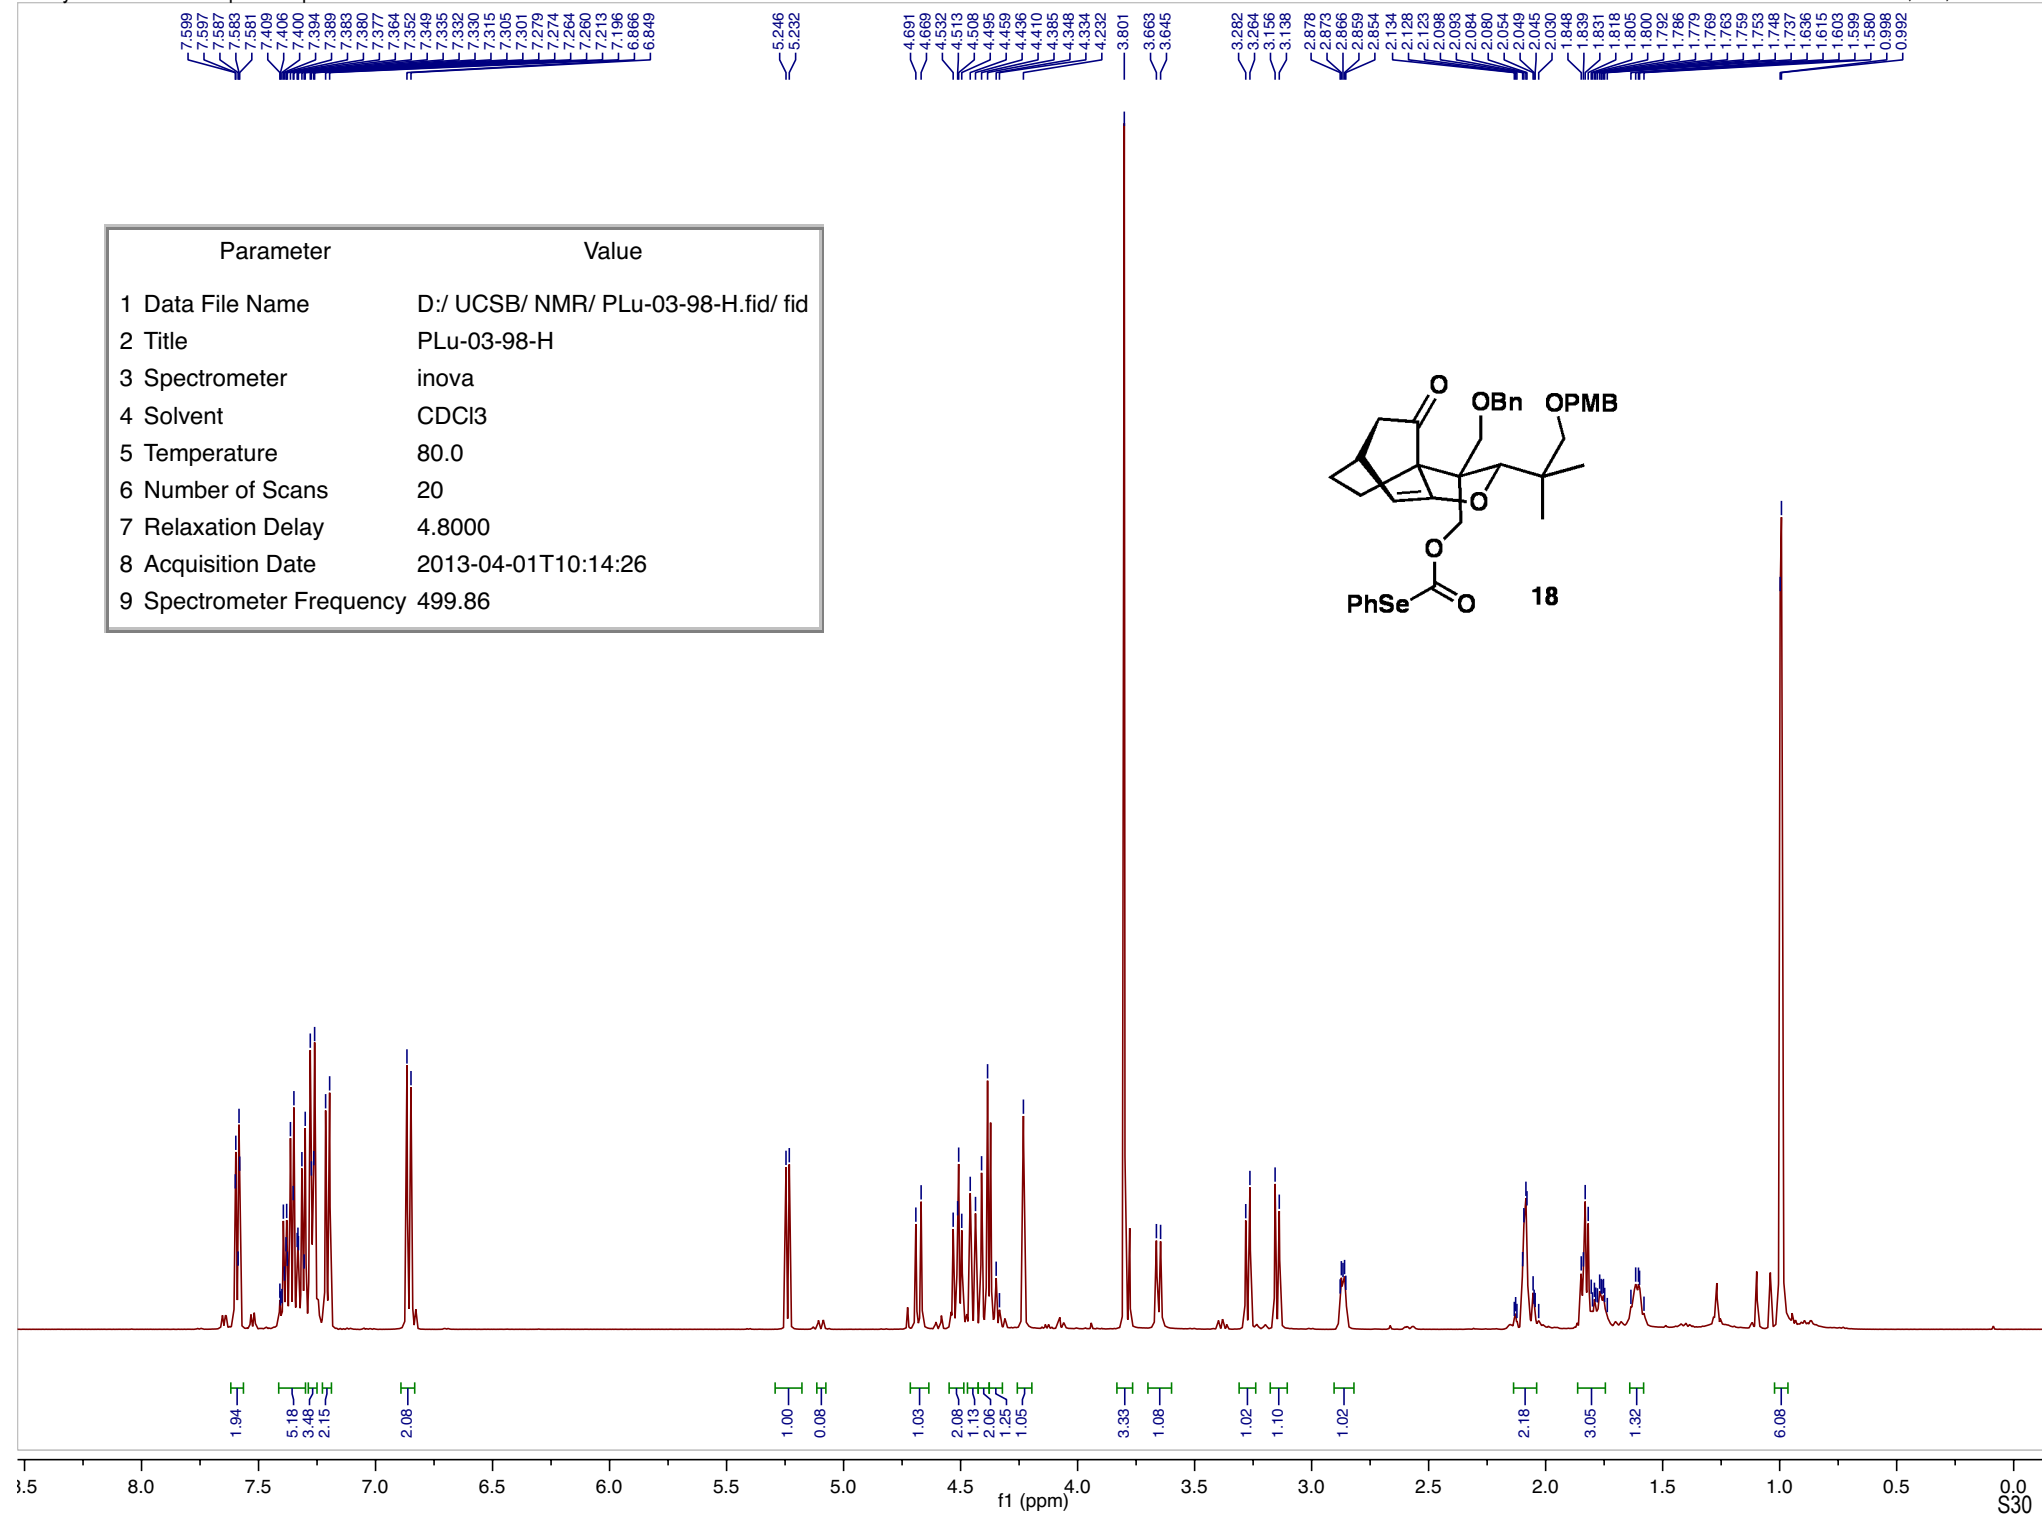 7.599 7.597 7.587 7.583 7.581 7.409 7.406 7.400 7.394 7.389 7.383 7.380 7.377 7.364 7.352 7.349 7.335 7.332 7.330 7.315 7.305 7.301 7.279 7.274 7.264 7.260 7.213 7.196 6.866 6.849 5.246 5.232 4.691 4.669 4.532 4.513 4.508 4.495 4.459 4.436 4.410 4.385 4.348 4.334 4.232 3.801 3.663 3.645 3.282 3.264 3.156 3.138 2.878 2.873 2.866 2.859 2.854 2.134 2.128 2.123 2.098 2.093 2.084 2.080 2.054 2.049 2.045 2.030 1.848 1.839 1.831 1.818 1.805 1.800 1.792 1.786 1.779 1.769 1.763 1.759 1.753 1.748 1.737 1.636 1.615 1.603 1.599 1.580 0.998 0.992
Parameter Value
1 Data File Name D:/ UCSB/ NMR/ PLu-03-98-H.fid/ fid
2 Title PLu-03-98-H
3 Spectrometer inova
4 Solvent CDCl3
5 Temperature 80.0
6 Number of Scans 20
7 Relaxation Delay 4.8000
8 Acquisition Date 2013-04-01T10:14:26
9 Spectrometer Frequency 499.86
O
OBn OPMB
O
O
PhSe O 18
1.94 5.18 3.48 2.15 2.08 1.00 0.08 1.03 2.08 1.13 2.06 1.25 1.05 3.33 1.08 1.02 1.10 1.02 2.18 3.05 1.32 6.08
8.0 7.5 7.0 6.5 6.0 5.5 5.0 4.5 4.0 3.5 3.0 2.5 2.0 1.5 1.0 0.5 0.0
f1 (ppm)
S30